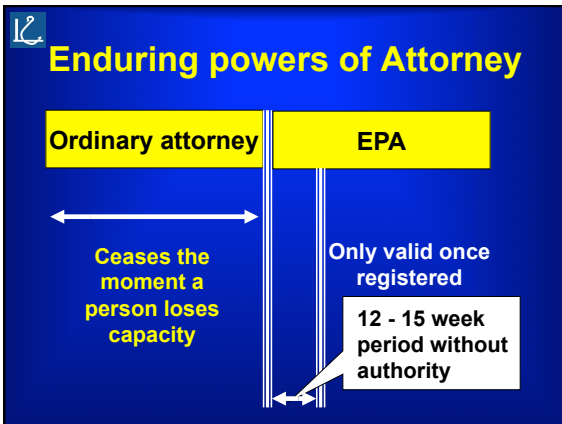 Enduring powers of Attorney
Ordinary attorney
EPA
Ceases the
moment a
person loses
capacity
Only valid once
registered
12 - 15 week
period without
authority